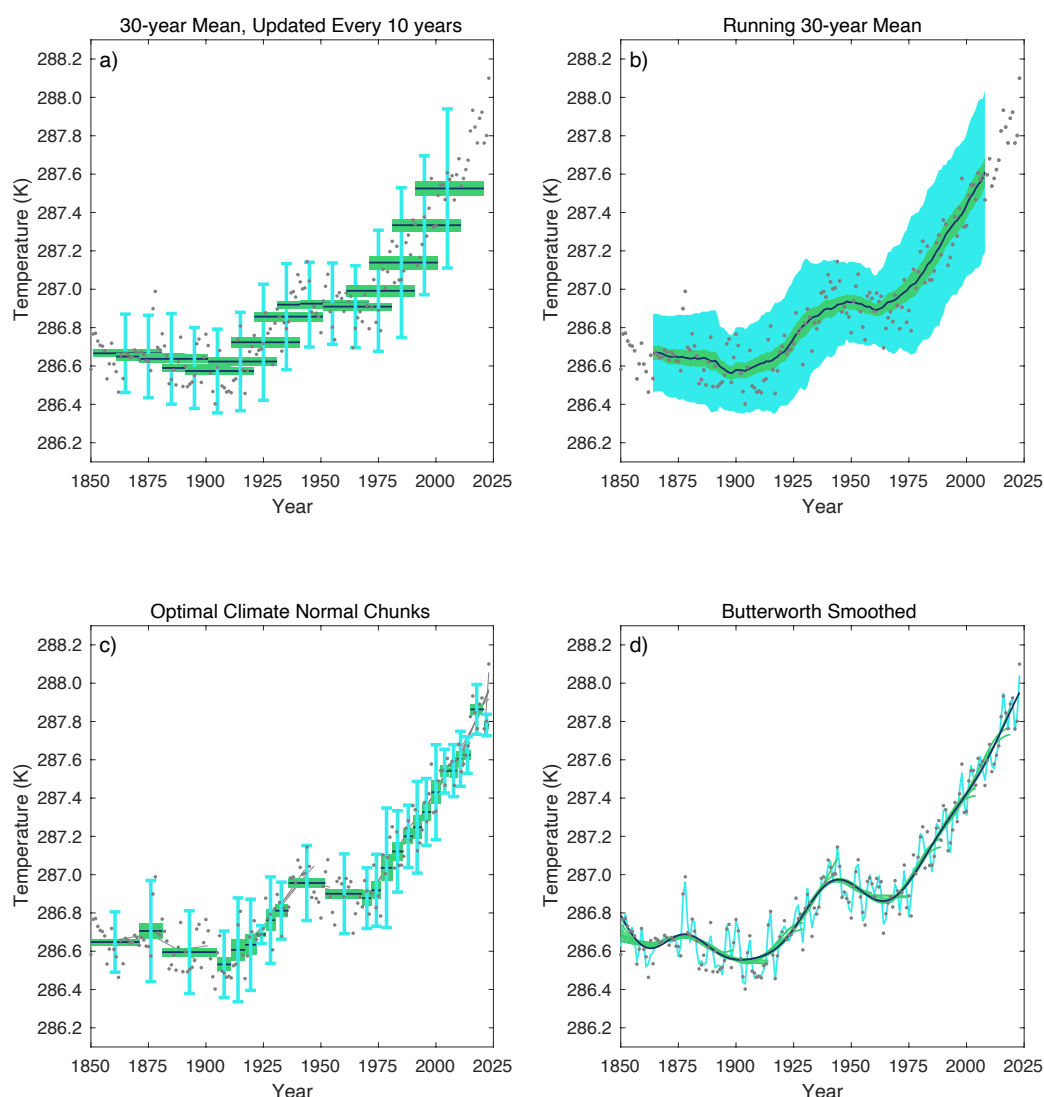 30-year Mean, Updated Every 10 years
a)
288.2
288.0
287.8
287.6
287.4
287.2
287.0
286.8
286.6
286.4
286.2
Temperature (K)
1850 1875 1900 1925 1950 1975 2000 2025
Year
Running 30-year Mean
b)
288.2
288.0
287.8
287.6
287.4
287.2
287.0
286.8
286.6
286.4
286.2
Temperature (K)
1850 1875 1900 1925 1950 1975 2000 2025
Year
Optimal Climate Normal Chunks
c)
288.2
288.0
287.8
287.6
287.4
287.2
287.0
286.8
286.6
286.4
286.2
Temperature (K)
1850 1875 1900 1925 1950 1975 2000 2025
Year
Butterworth Smoothed
d)
288.2
288.0
287.8
287.6
287.4
287.2
287.0
286.8
286.6
286.4
286.2
Temperature (K)
1850 1875 1900 1925 1950 1975 2000 2025
Year